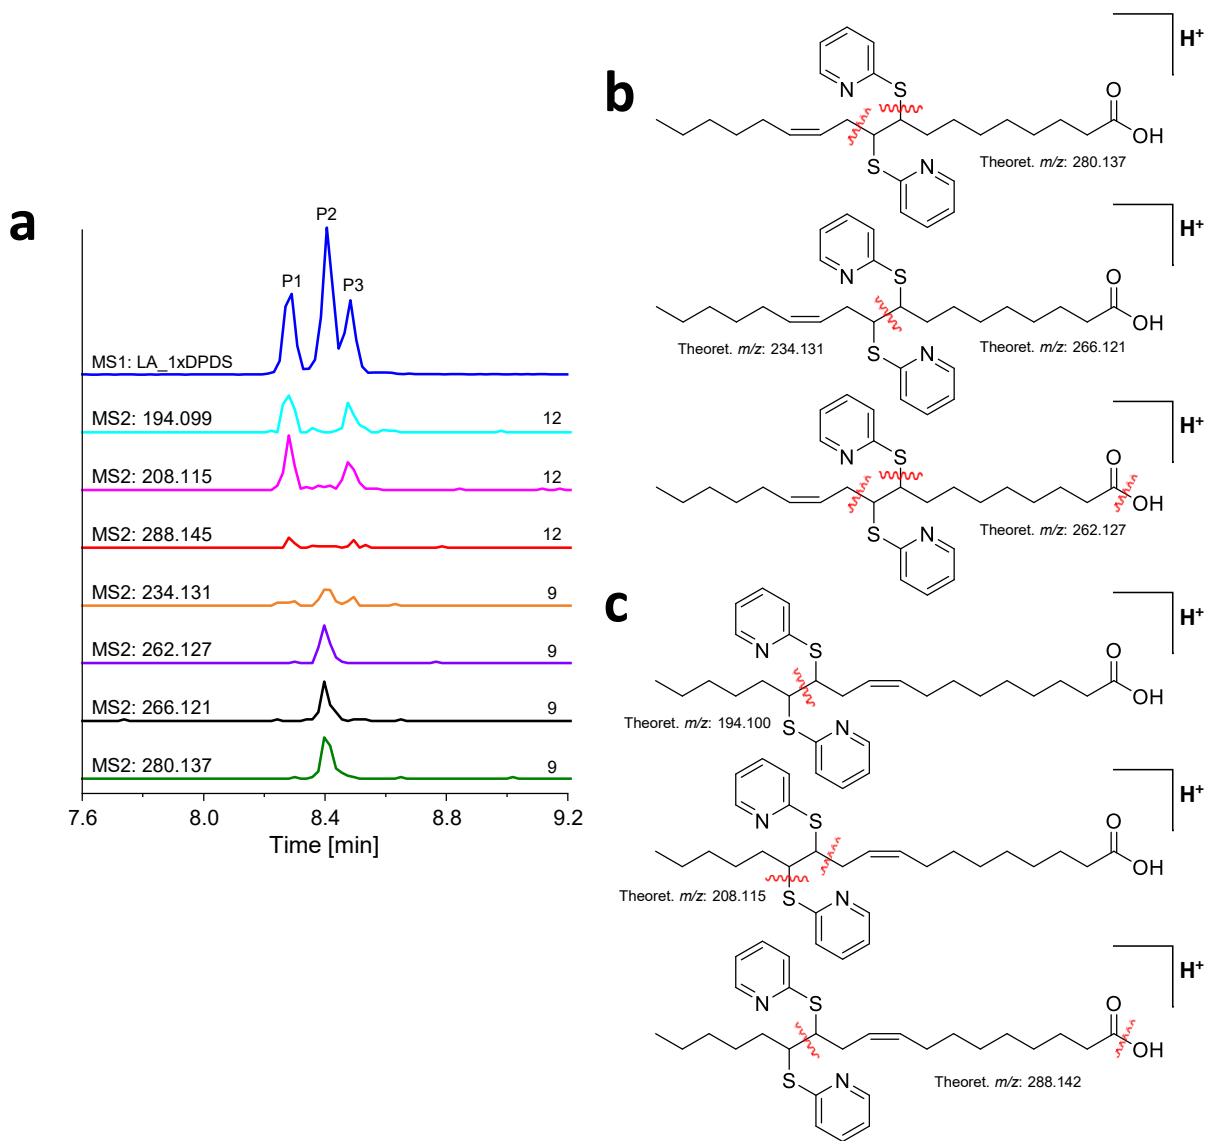 a
P1
P2
P3
MS1: LA_1xDPDS
MS2: 194.099
12
MS2: 208.115
12
MS2: 288.145
12
MS2: 234.131
9
MS2: 262.127
9
MS2: 266.121
9
MS2: 280.137
9
7.6
8.0
8.4
8.8
9.2
Time [min]
b
H+
N
S
O
OH
S
N
Theoret. m/z: 280.137
H+
N
S
O
OH
Theoret. m/z: 234.131
S
N
Theoret. m/z: 266.121
H+
N
S
O
OH
S
N
Theoret. m/z: 262.127
c
H+
N
S
O
OH
Theoret. m/z: 194.100
S
N
H+
N
S
O
OH
Theoret. m/z: 208.115
S
N
H+
N
S
O
OH
S
N
Theoret. m/z: 288.142